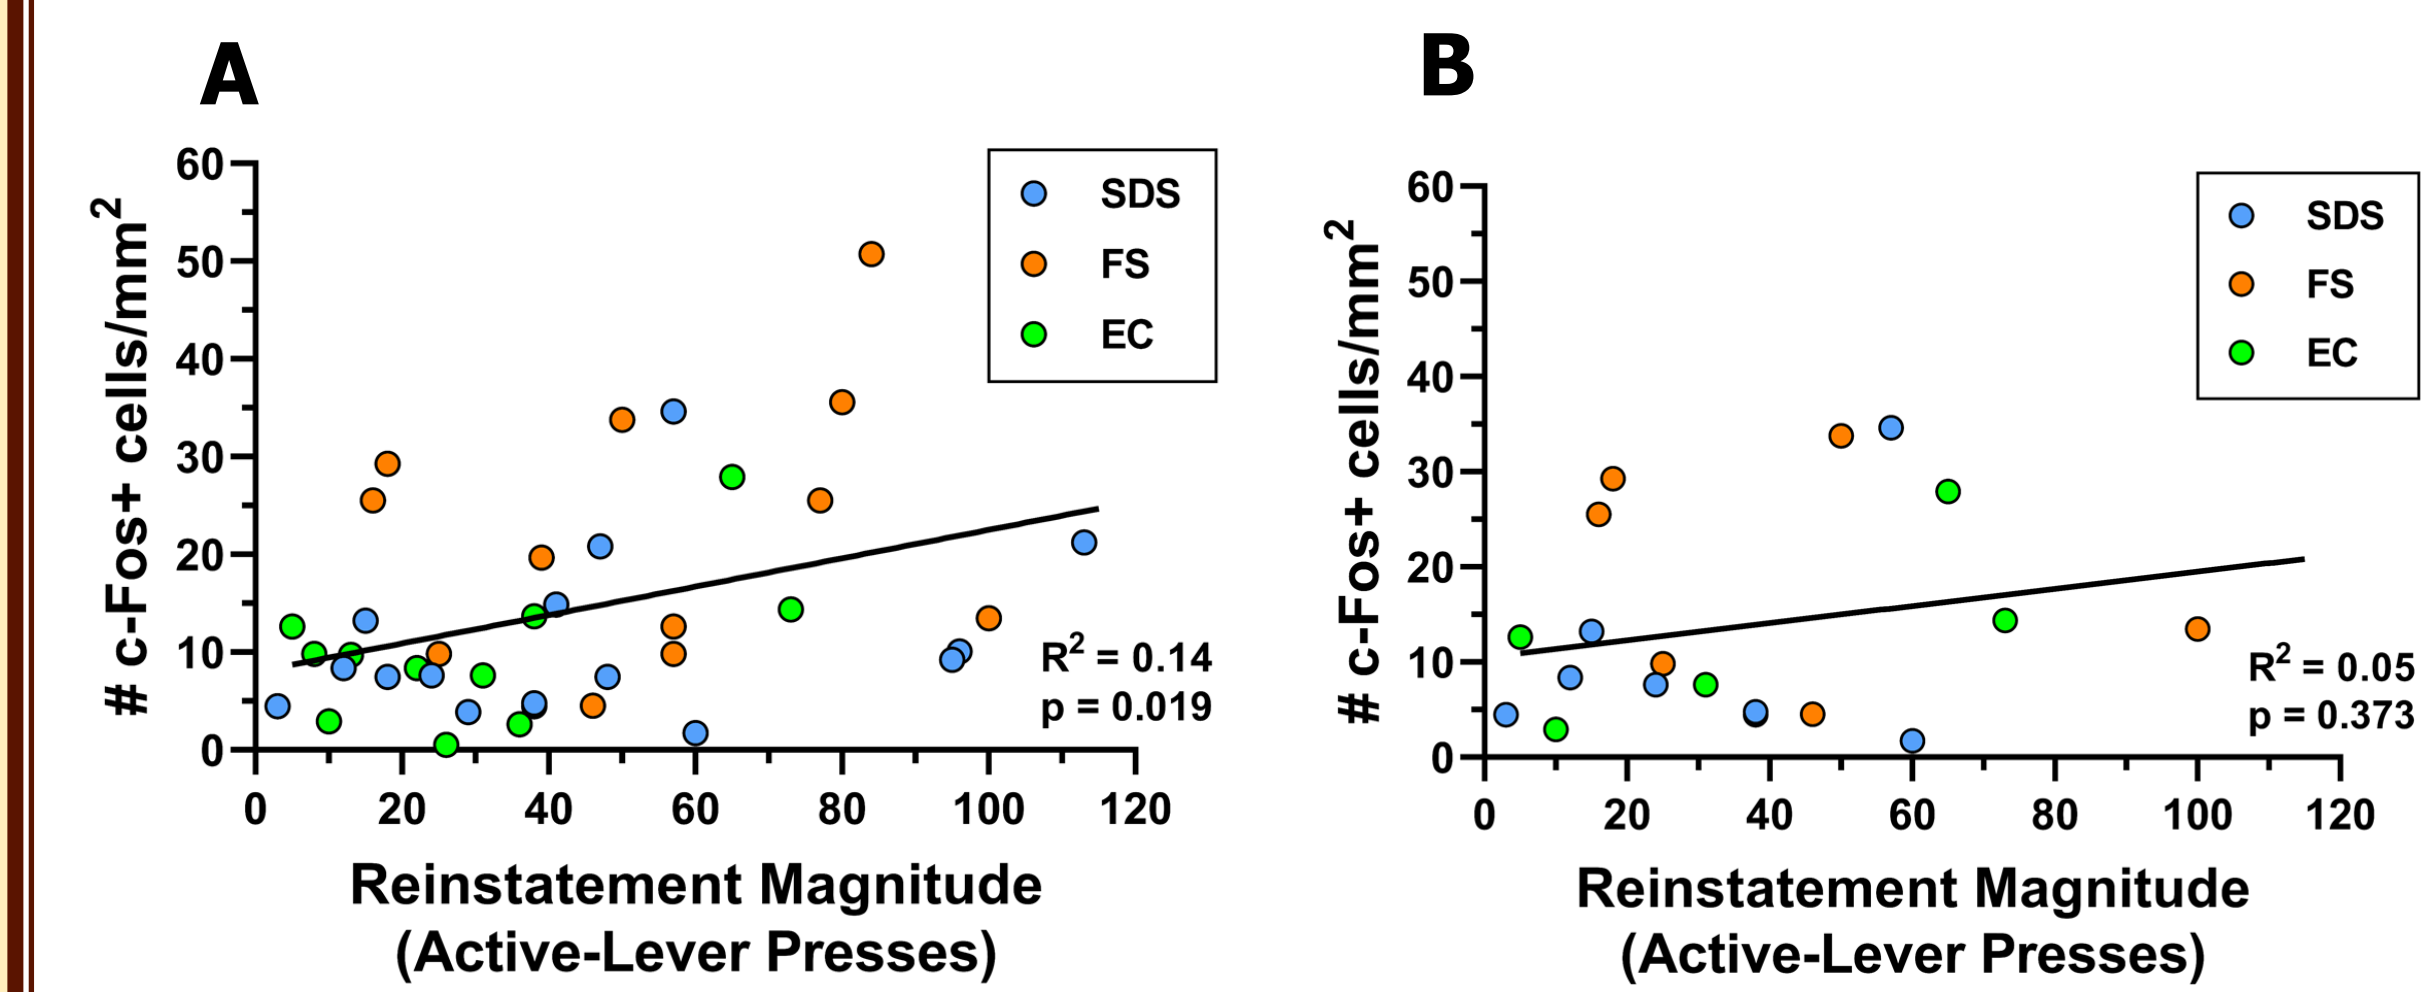 A
60
50
40
30
20
10
0
# c-Fos+ cells/mm²
SDS
FS
EC
R² = 0.14
p = 0.019
0 20 40 60 80 100 120
Reinstatement Magnitude
(Active-Lever Presses)
B
60
50
40
30
20
10
0
# c-Fos+ cells/mm²
SDS
FS
EC
R² = 0.05
p = 0.373
0 20 40 60 80 100 120
Reinstatement Magnitude
(Active-Lever Presses)